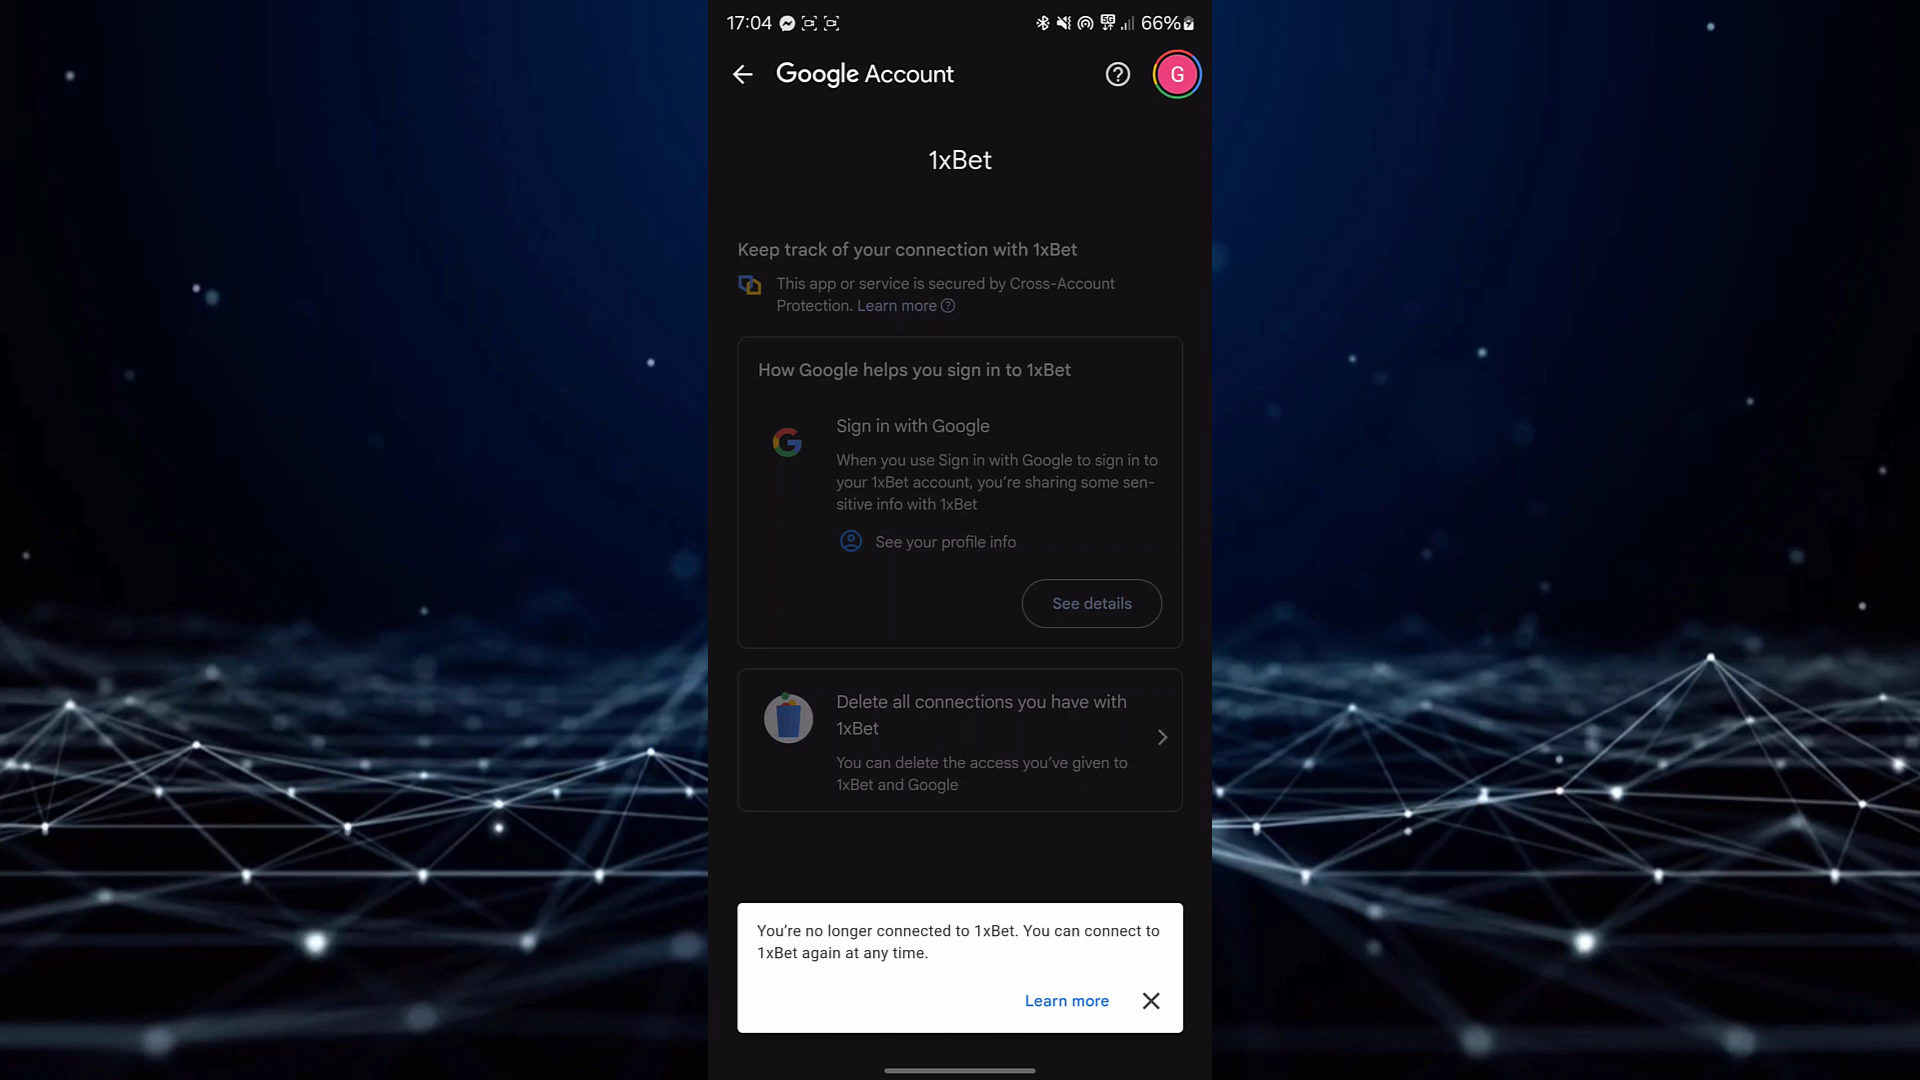 17:04
5G
66%
Google Account
G
1xBet
Keep track of your connection with 1xBet
This app or service is secured by Cross-Account
Protection. Learn more
How Google helps you sign in to 1xBet
Sign in with Google
When you use Sign in with Google to sign in to
your 1xBet account, you're sharing some sen-
sitive info with 1xBet
See your profile info
See details
Delete all connections you have with
1xBet
You can delete the access you've given to
1xBet and Google
You're no longer connected to 1xBet. You can connect to
1xBet again at any time.
Learn more